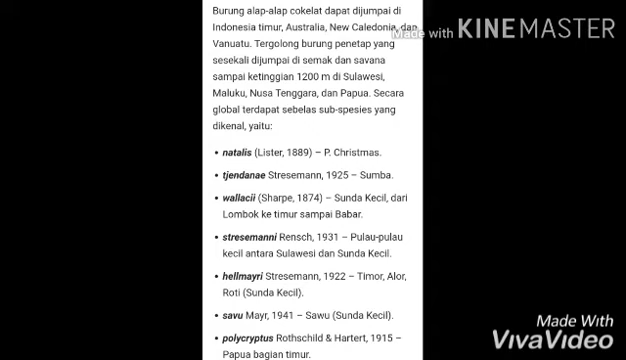 Burung alap-alap cokelat dapat dijumpai di
Indonesia timur, Australia, New Caledonia, dan
Vanuatu. Tergolong burung penetap yang
sesekali dijumpai di semak dan savana
sampai ketinggian 1200 m di Sulawesi,
Maluku, Nusa Tenggara, dan Papua. Secara
global terdapat sebelas sub-spesies yang
dikenal, yaitu:
• natalis (Lister, 1889) – P. Christmas.
• tjendanae Stresemann, 1925 – Sumba.
• wallacii (Sharpe, 1874) – Sunda Kecil, dari
Lombok ke timur sampai Babar.
• stresemanni Rensch, 1931 – Pulau-pulau
kecil antara Sulawesi dan Sunda Kecil.
• hellmayri Stresemann, 1922 – Timor, Alor,
Roti (Sunda Kecil).
• savu Mayr, 1941 – Sawu (Sunda Kecil).
• polycryptus Rothschild & Hartert, 1915 –
Papua bagian timur.
Made with KINEMASTER
Made With
VivaVideo